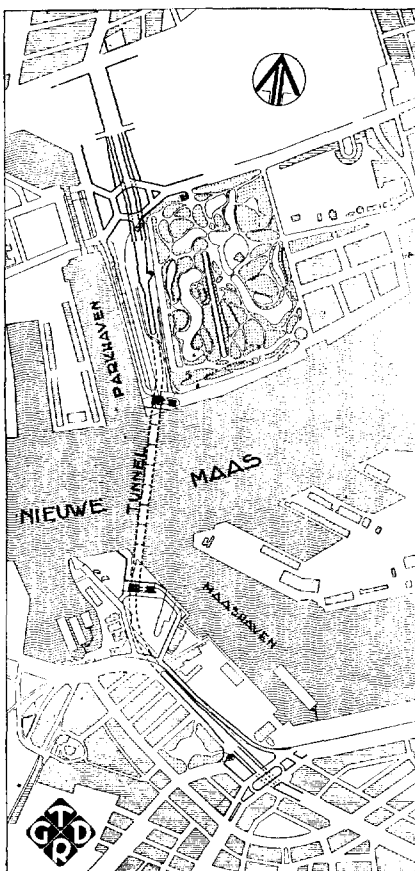 PARKHAVEN
TUNNEL
NIEUWE MAAS
MAASHAVEN
T
G D
R